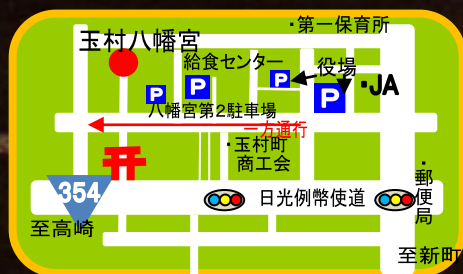 ・第一保育所
玉村八幡宮
給食センター
役場
P
P
P
P
・JA
八幡宮第2駐車場
一方通行
・玉村町
商工会
354
日光例幣使道
・郵便局
至高崎
至新町